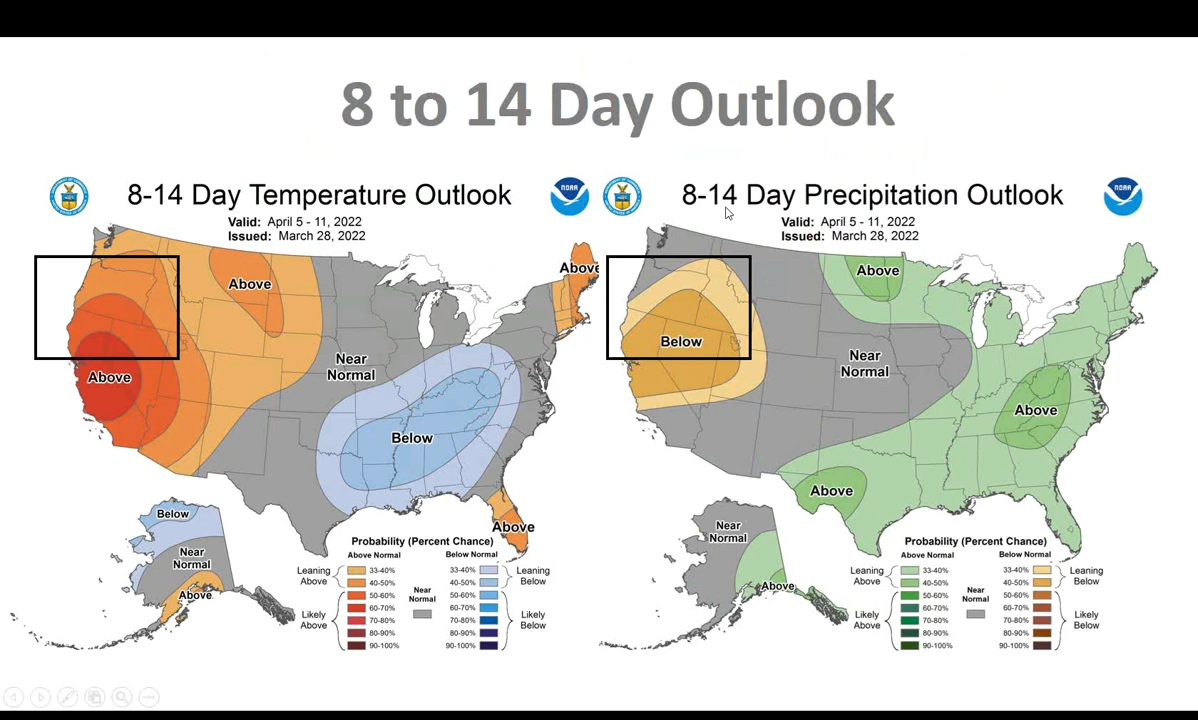 8 to 14 Day Outlook
8-14 Day Temperature Outlook
NOAA
Valid: April 5 - 11, 2022
Issued: March 28, 2022
Above
Above
Above
Near
Normal
Below
Above
Below
Near
Normal
Above
Probability (Percent Chance)
Above Normal
Below Normal
Leaning
Above
33-40%
40-50%
50-60%
60-70%
70-80%
80-90%
90-100%
Likely
Above
Near
Normal
33-40%
40-50%
50-60%
60-70%
70-80%
80-90%
90-100%
Leaning
Below
Likely
Below
8-14 Day Precipitation Outlook
NOAA
Valid: April 5 - 11, 2022
Issued: March 28, 2022
Above
Below
Near
Normal
Above
Above
Near
Normal
Above
Probability (Percent Chance)
Above Normal
Below Normal
Leaning
Above
33-40%
40-50%
50-60%
60-70%
70-80%
80-90%
90-100%
Likely
Above
Near
Normal
33-40%
40-50%
50-60%
60-70%
70-80%
80-90%
90-100%
Leaning
Below
Likely
Below